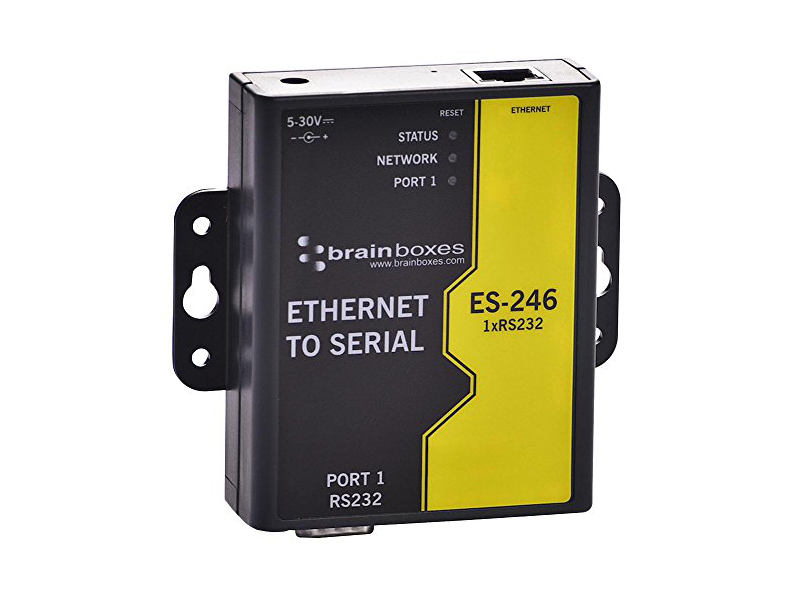 RESET
ETHERNET
5-30V⎓
- +
STATUS
NETWORK
PORT 1
brainboxes
www.brainboxes.com
ETHERNET
TO SERIAL
ES-246
1xRS232
PORT 1
RS232